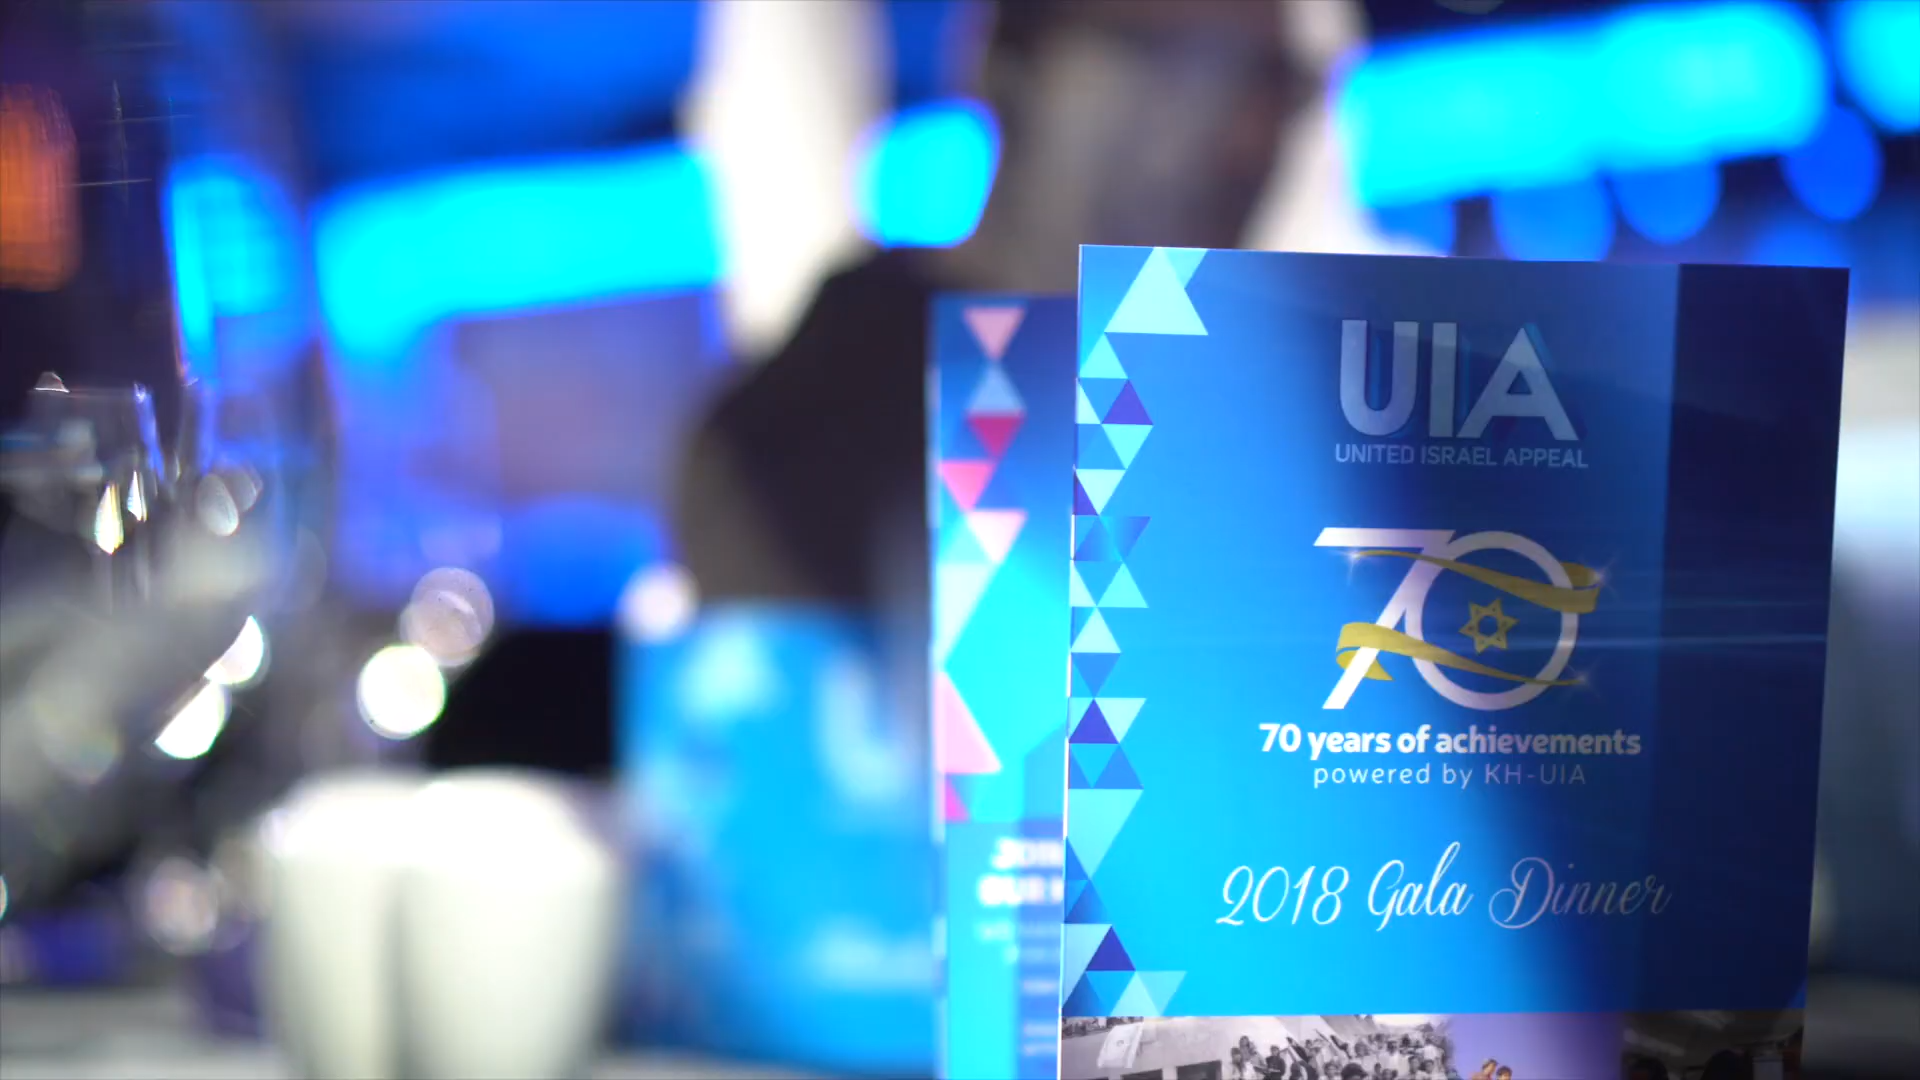 UIA
UNITED ISRAEL APPEAL
70
70 years of achievements
powered by KH-UIA
2018 Gala Dinner